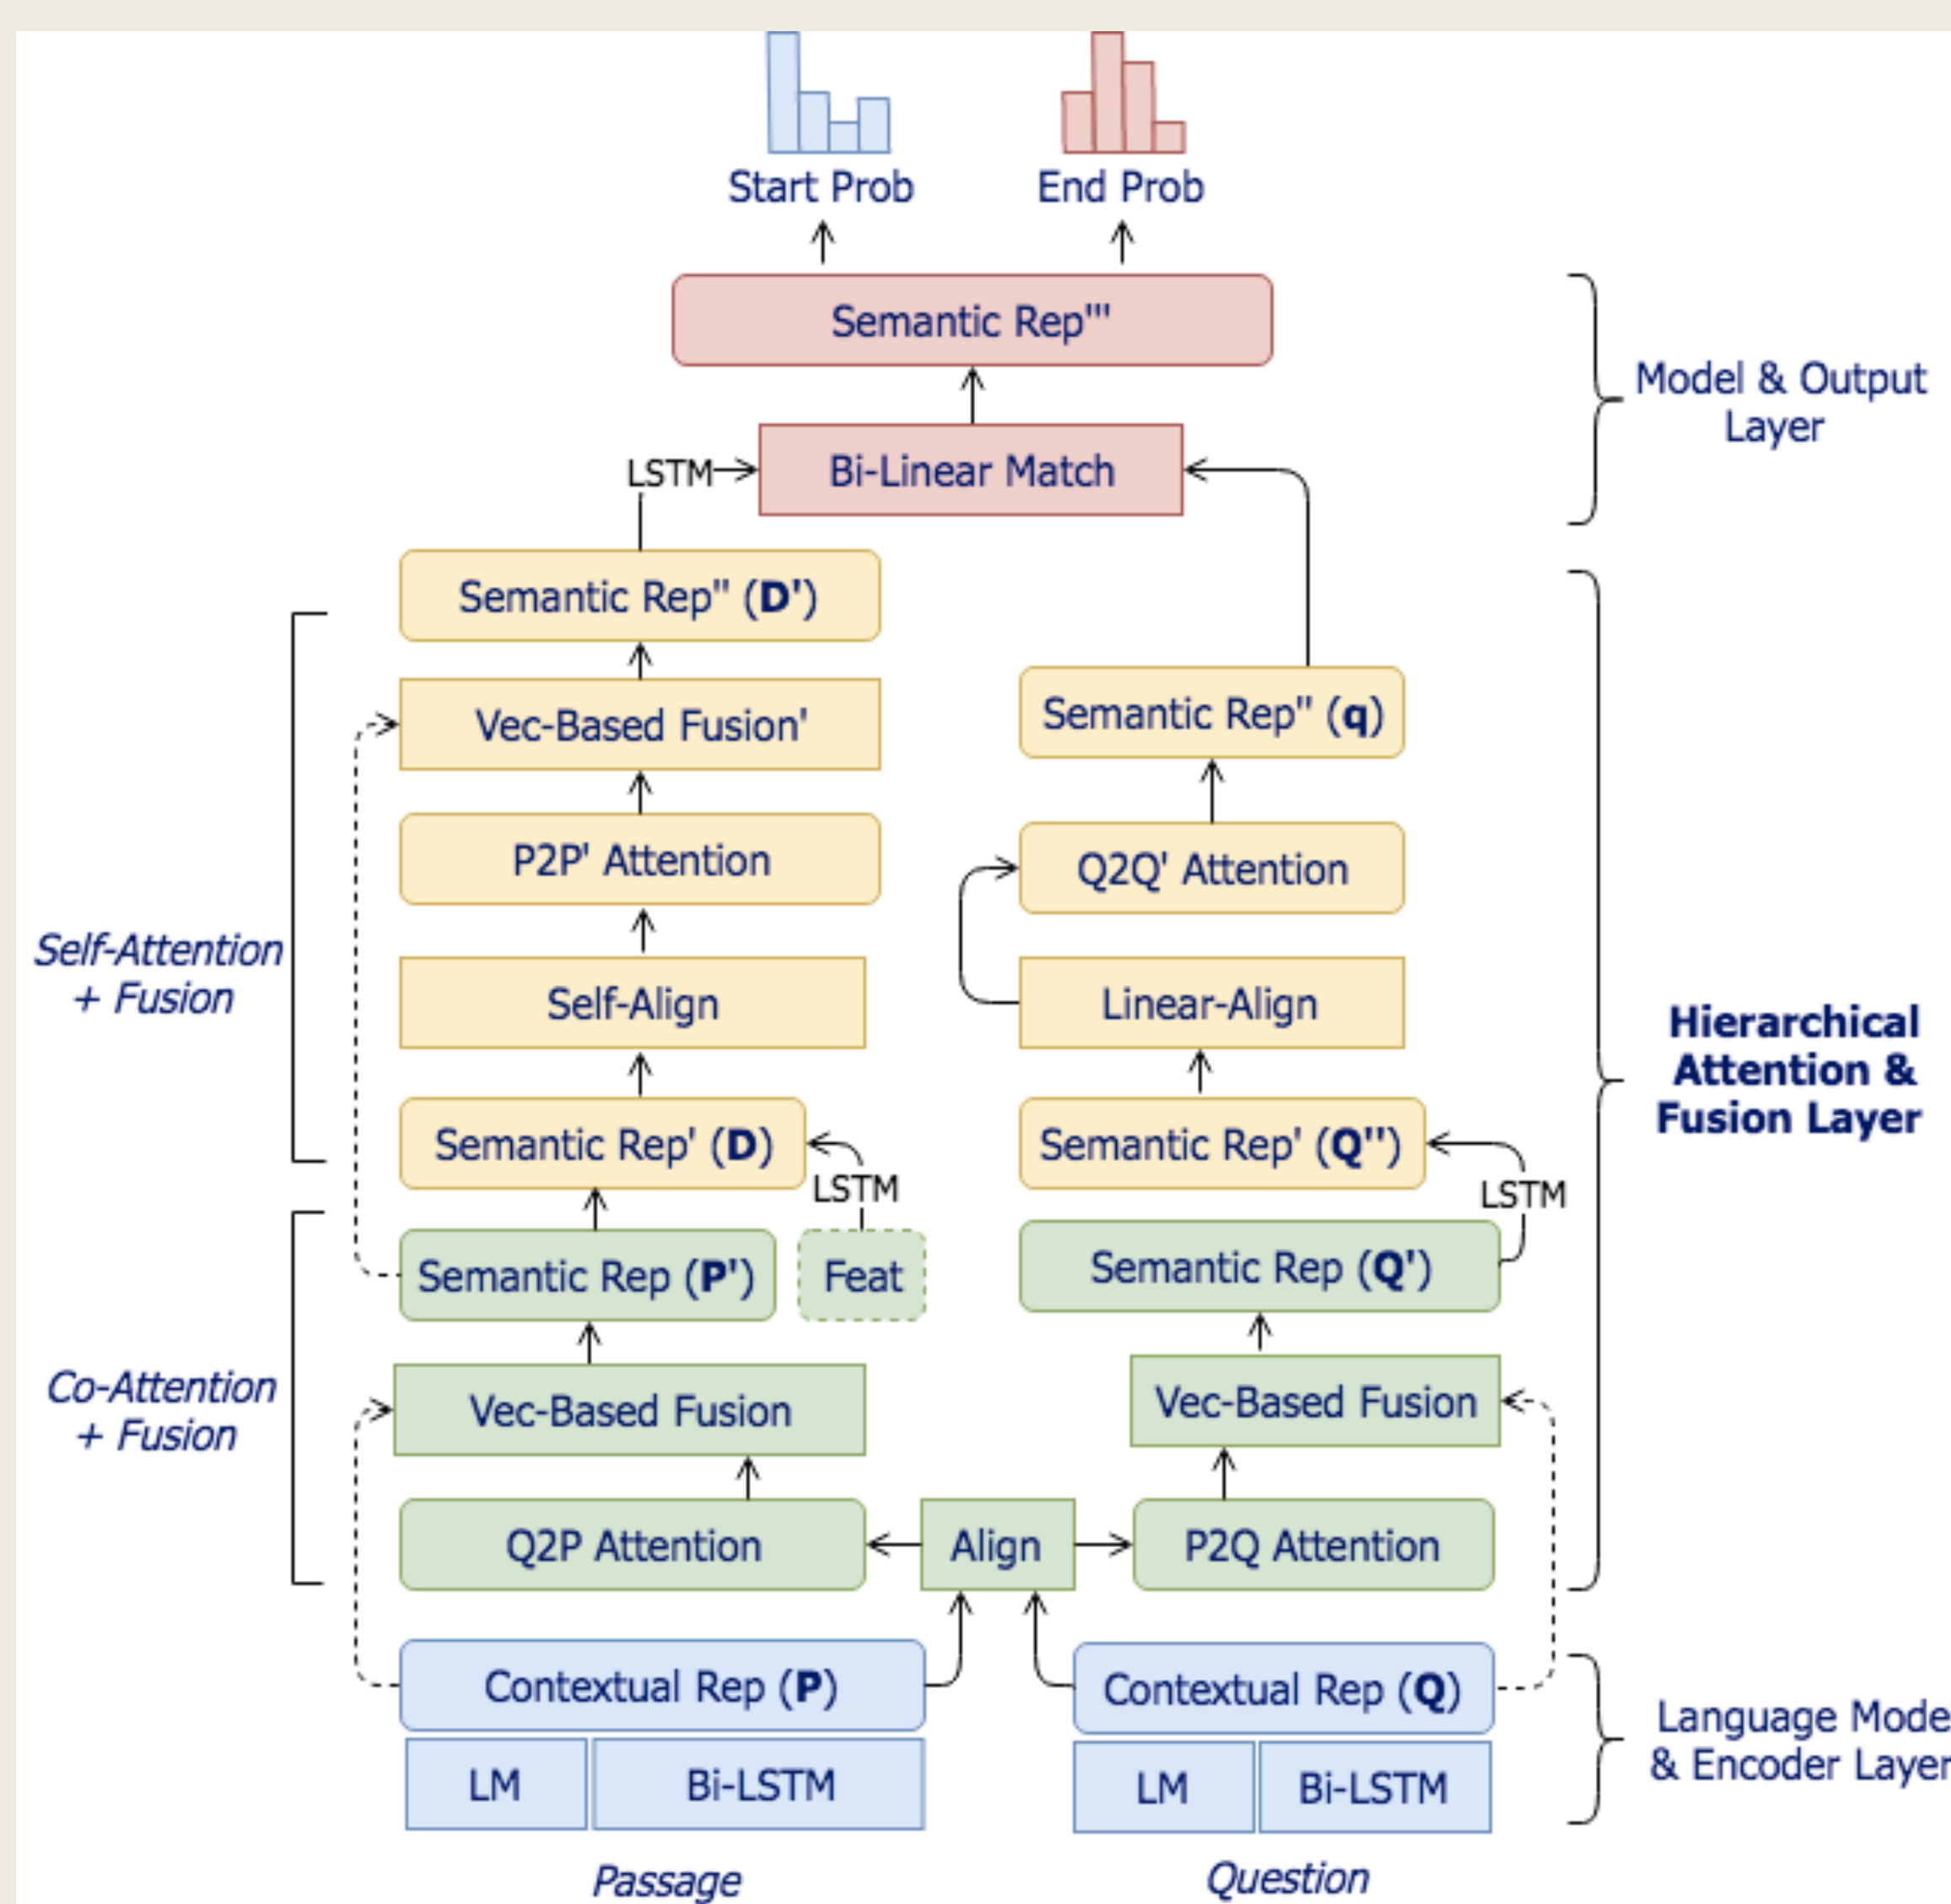 Start Prob
End Prob
Semantic Rep'''
Model & Output
Layer
LSTM
Bi-Linear Match
Semantic Rep'' (D')
Vec-Based Fusion'
Semantic Rep'' (q)
P2P' Attention
Q2Q' Attention
Self-Attention
+ Fusion
Self-Align
Linear-Align
Hierarchical
Attention &
Fusion Layer
Semantic Rep' (D)
LSTM
Semantic Rep' (Q'')
LSTM
Semantic Rep (P')
Feat
Semantic Rep (Q')
Co-Attention
+ Fusion
Vec-Based Fusion
Vec-Based Fusion
Q2P Attention
Align
P2Q Attention
Contextual Rep (P)
Contextual Rep (Q)
Language Mode
& Encoder Layer
LM
Bi-LSTM
LM
Bi-LSTM
Passage
Question